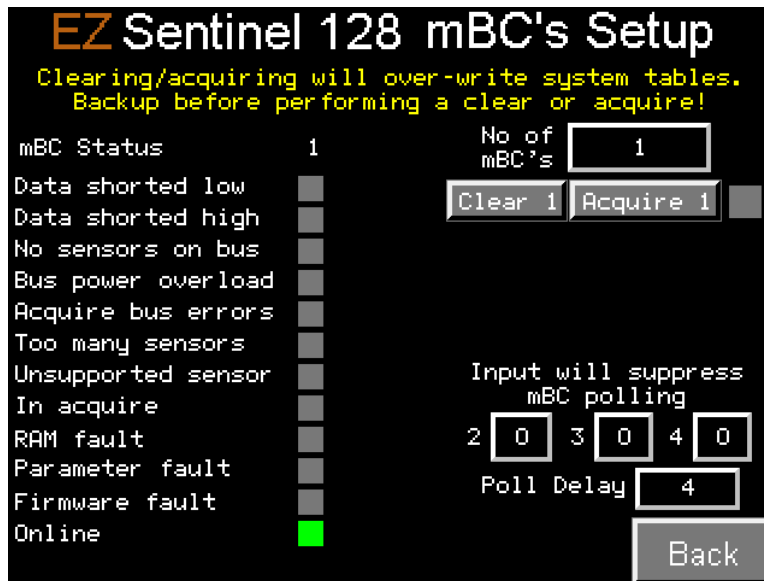 EZ Sentinel 128 mBC's Setup
Clearing/acquiring will over-write system tables.
Backup before performing a clear or acquire!
mBC Status 1
No of
mBC's 1
Data shorted low
Clear 1 Acquire 1
Data shorted high
No sensors on bus
Bus power overload
Acquire bus errors
Too many sensors
Unsupported sensor
Input will suppress
mBC polling
In acquire
RAM fault
2 0 3 0 4 0
Parameter fault
Poll Delay 4
Firmware fault
Online
Back